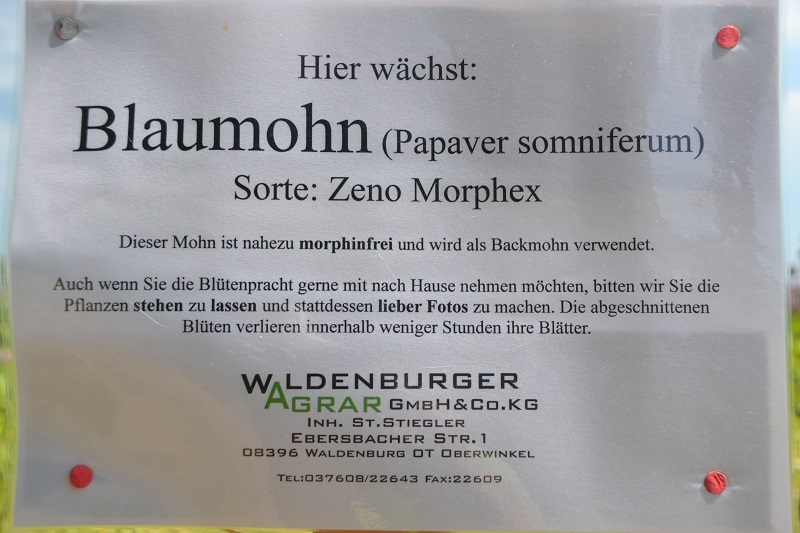 Hier wächst:
Blaumohn (Papaver somniferum)
Sorte: Zeno Morphex
Dieser Mohn ist nahezu morphinfrei und wird als Backmohn verwendet.
Auch wenn Sie die Blütenpracht gerne mit nach Hause nehmen möchten, bitten wir Sie die
Pflanzen stehen zu lassen und stattdessen lieber Fotos zu machen. Die abgeschnittenen
Blüten verlieren innerhalb weniger Stunden ihre Blätter.
WALDENBURGER
AGRAR GMBH&CO.KG
INH. ST.STIEGLER
EBERSBACHER STR.1
08396 WALDENBURG OT OBERWINKEL
TEL:037608/22643 FAX:22609